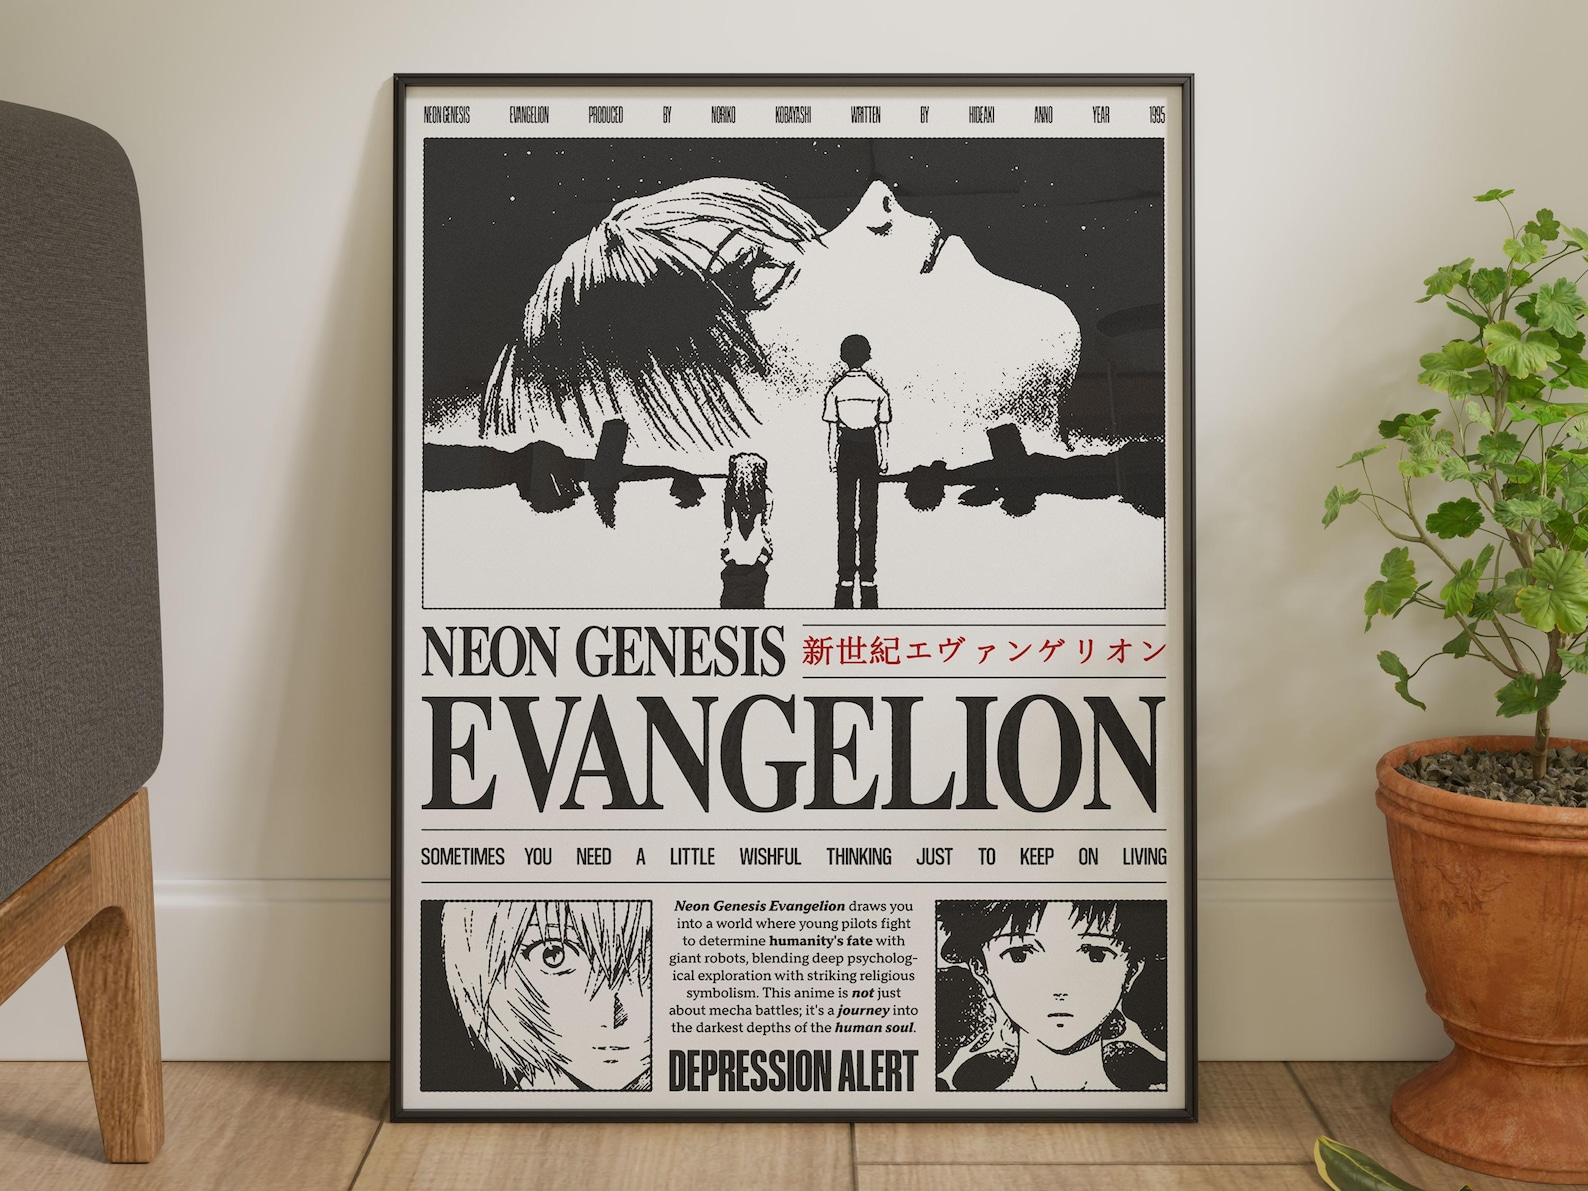 NEON GENESIS EVANGELION PRODUCED BY NORIKO KOBAYASHI WRITTEN BY HIDEAKI ANNO YEAR 1995
NEON GENESIS
新世紀エヴァンゲリオン
EVANGELION
SOMETIMES YOU NEED A LITTLE WISHFUL THINKING JUST TO KEEP ON LIVING
Neon Genesis Evangelion draws you
into a world where young pilots fight
to determine humanity's fate with
giant robots, blending deep psycholog-
ical exploration with striking religious
symbolism. This anime is not just
about mecha battles; it's a journey into
the darkest depths of the human soul.
DEPRESSION ALERT